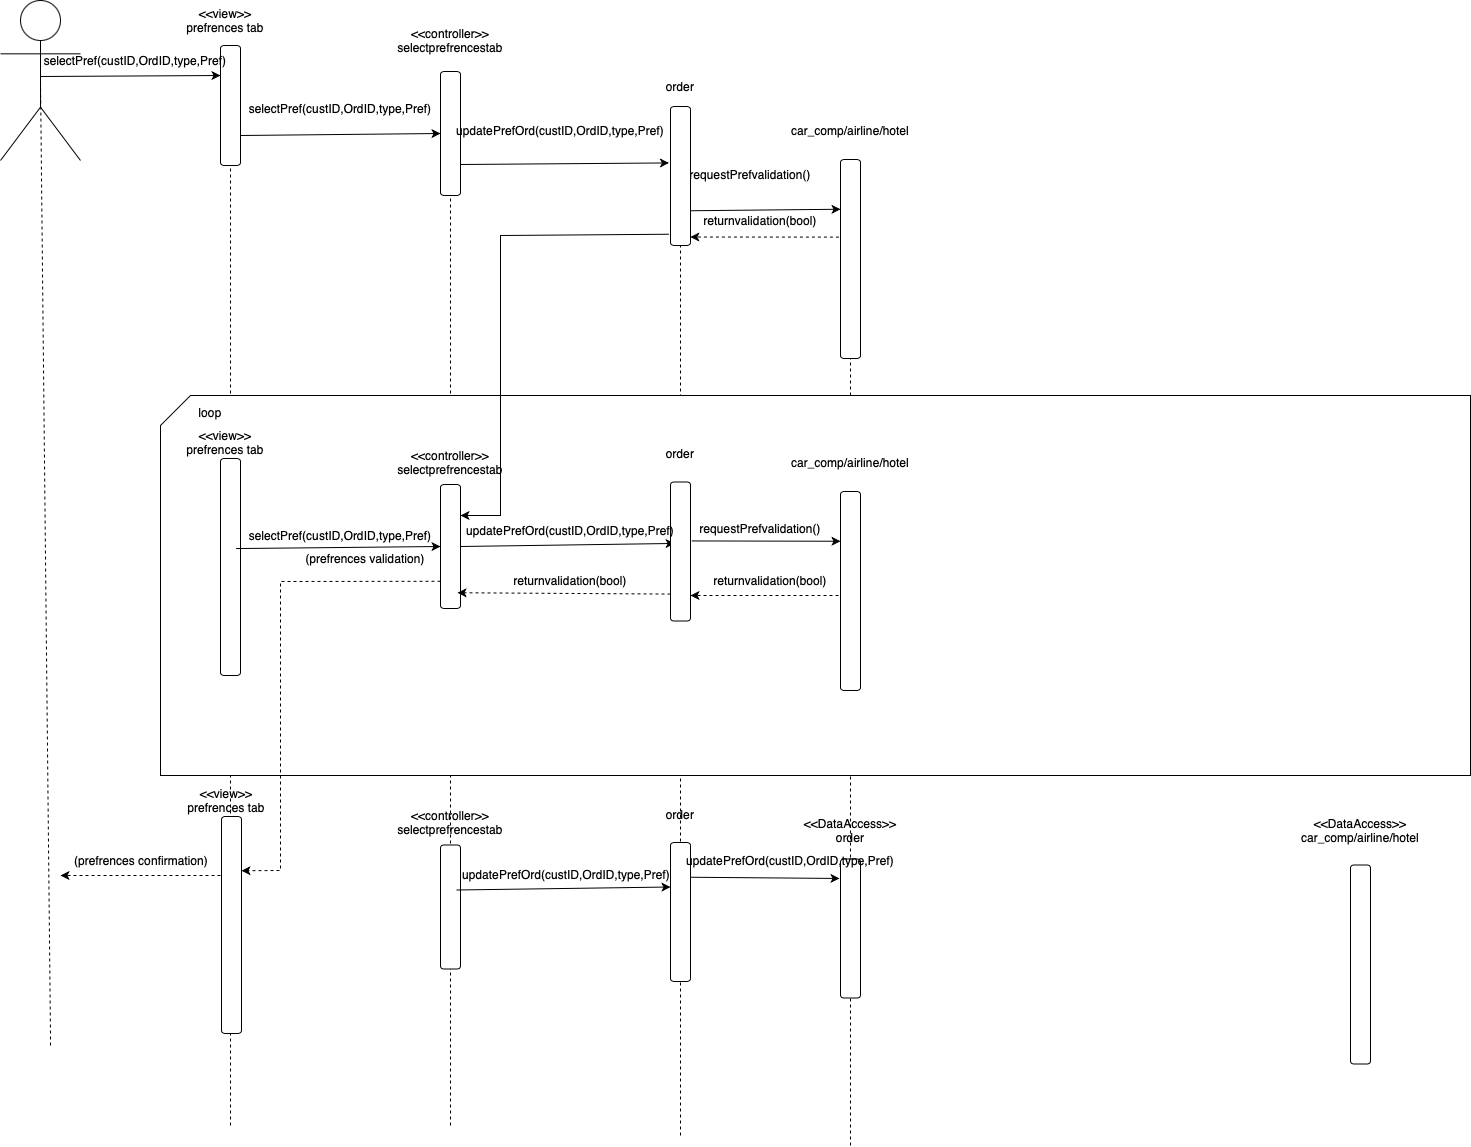 <<view>>
prefrences tab
<<controller>>
selectprefrencestab
selectPref(custID,OrdID,type,Pref)
order
selectPref(custID,OrdID,type,Pref)
updatePrefOrd(custID,OrdID,type,Pref)
car_comp/airline/hotel
requestPrefvalidation()
returnvalidation(bool)
loop
<<view>>
prefrences tab
<<controller>>
selectprefrencestab
order
car_comp/airline/hotel
selectPref(custID,OrdID,type,Pref)
updatePrefOrd(custID,OrdID,type,Pref)
requestPrefvalidation()
(prefrences validation)
returnvalidation(bool)
returnvalidation(bool)
<<view>>
prefrences tab
<<controller>>
selectprefrencestab
order
<<DataAccess>>
order
<<DataAccess>>
car_comp/airline/hotel
(prefrences confirmation)
updatePrefOrd(custID,OrdID,type,Pref)
updatePrefOrd(custID,OrdID,type,Pref)